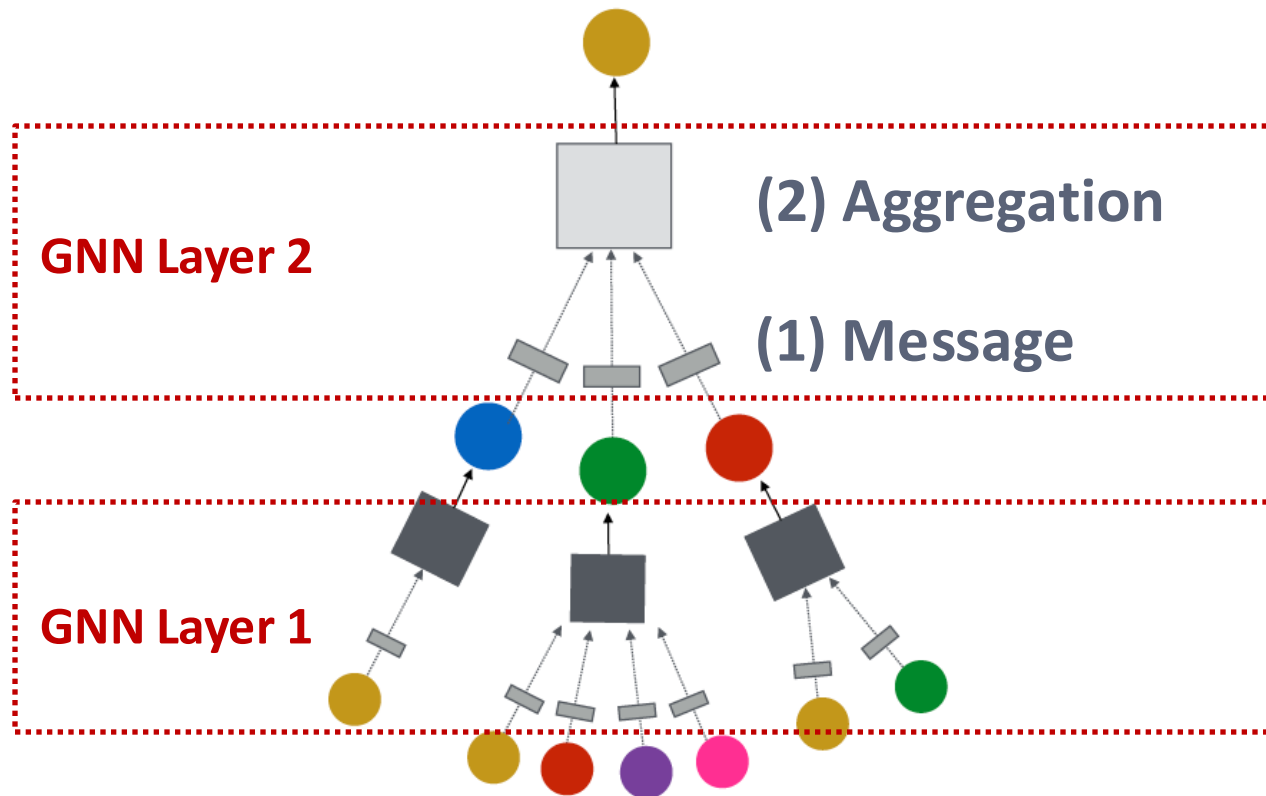 (2) Aggregation
GNN Layer 2
(1) Message
GNN Layer 1